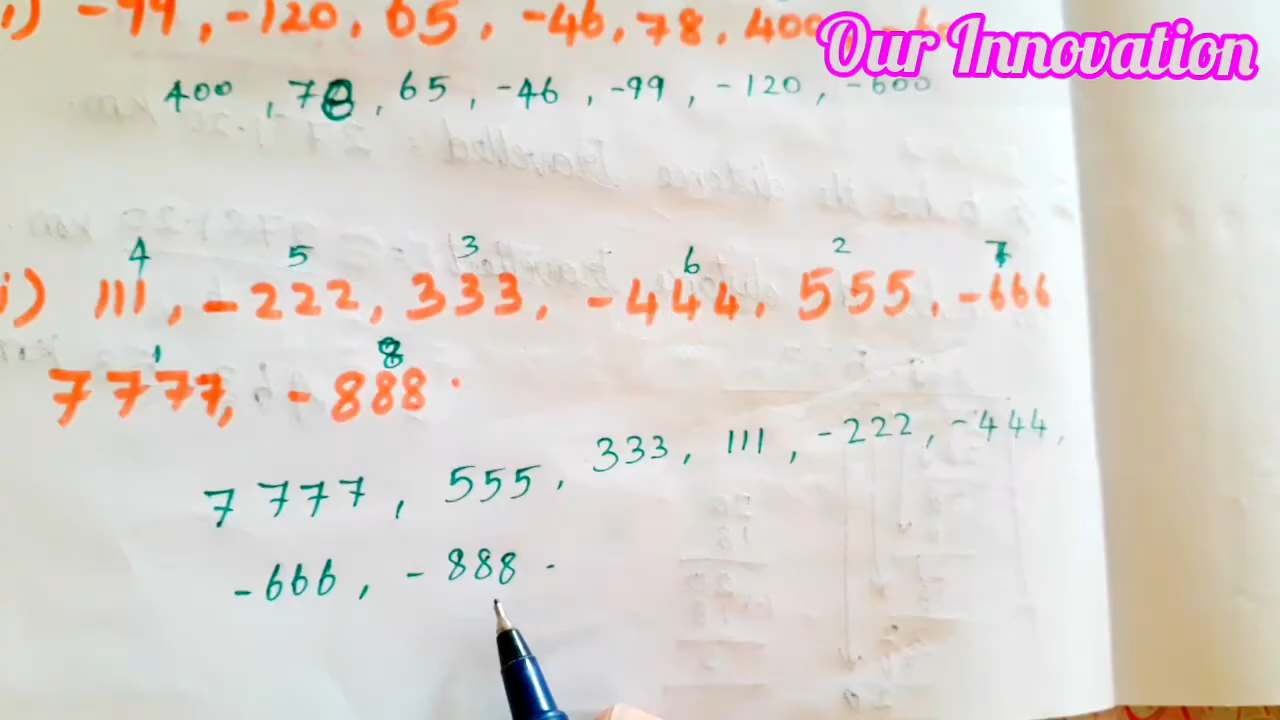 i) -99, -120, 65, -46, 78, 400, -60
Our Innovation
400, 78, 65, -46, -99, -120, -600
4 5 3 6 2 7
i) 111, -222, 333, -444, 555, -666
1 8
7777, -888.
7777, 555, 333, 111, -222, -444,
-666, -888.